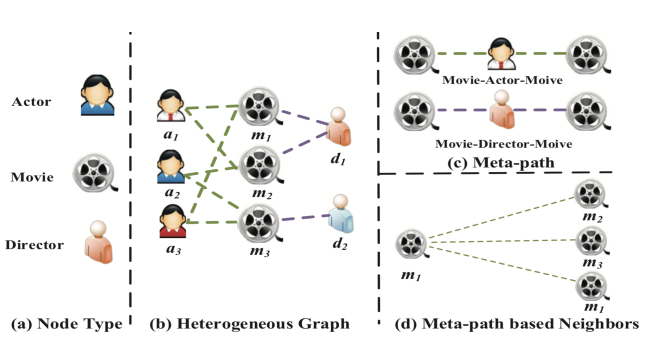 Actor
Movie
Director
(a) Node Type
a1
a2
a3
m1
m2
m3
d1
d2
(b) Heterogeneous Graph
Movie-Actor-Moive
Movie-Director-Moive
(c) Meta-path
m1
m2
m3
m1
(d) Meta-path based Neighbors